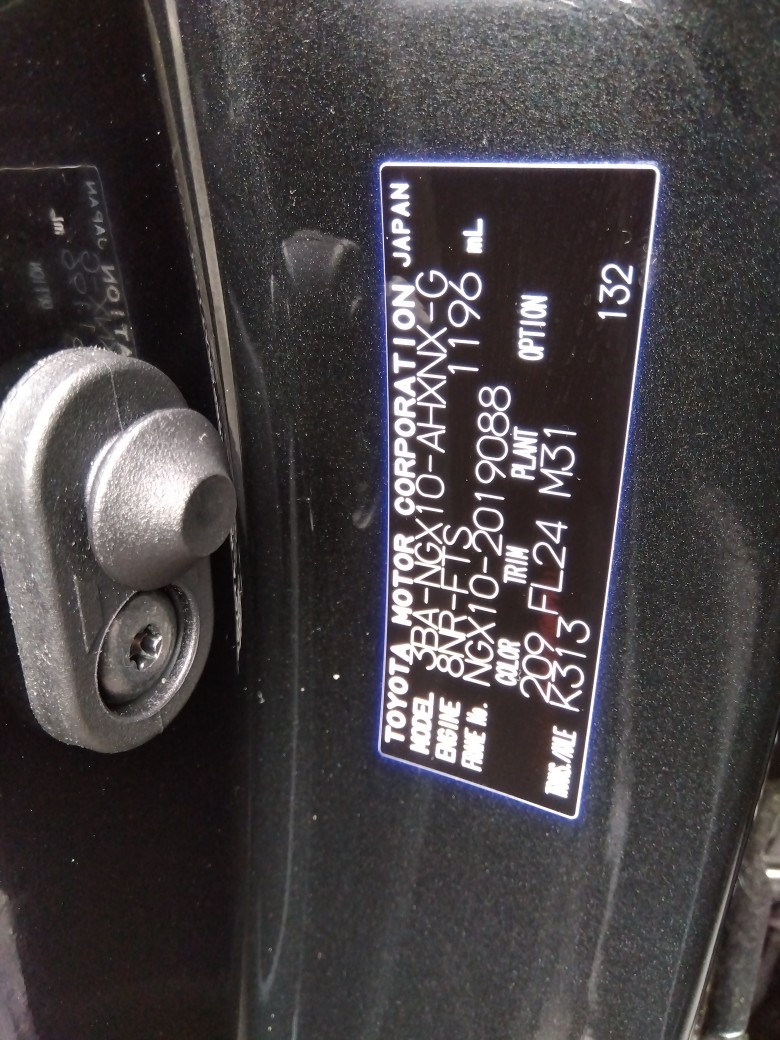 TOYOTA MOTOR CORPORATION JAPAN
MODEL 3BA-NGX10-AHXNX-G
ENGINE 8NR-FTS 1196 mL
FRAME No. NGX10-2019088
COLOR TRIM PLANT OPTION
209 FL24 M31
TRANS./AXLE K313 132